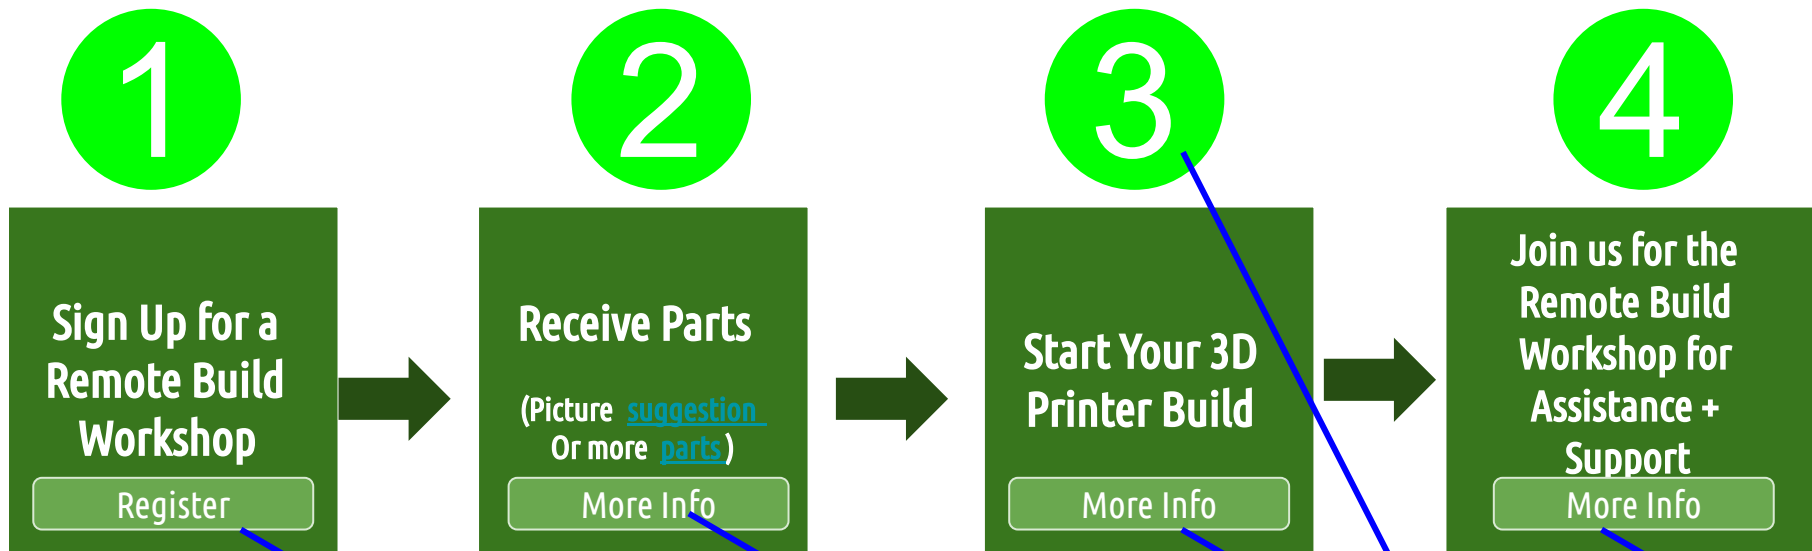 1
2
3
4
Sign Up for a
Remote Build
Workshop
Register
Receive Parts
(Picture suggestion
Or more parts)
More Info
Start Your 3D
Printer Build
More Info
Join us for the
Remote Build
Workshop for
Assistance +
Support
More Info